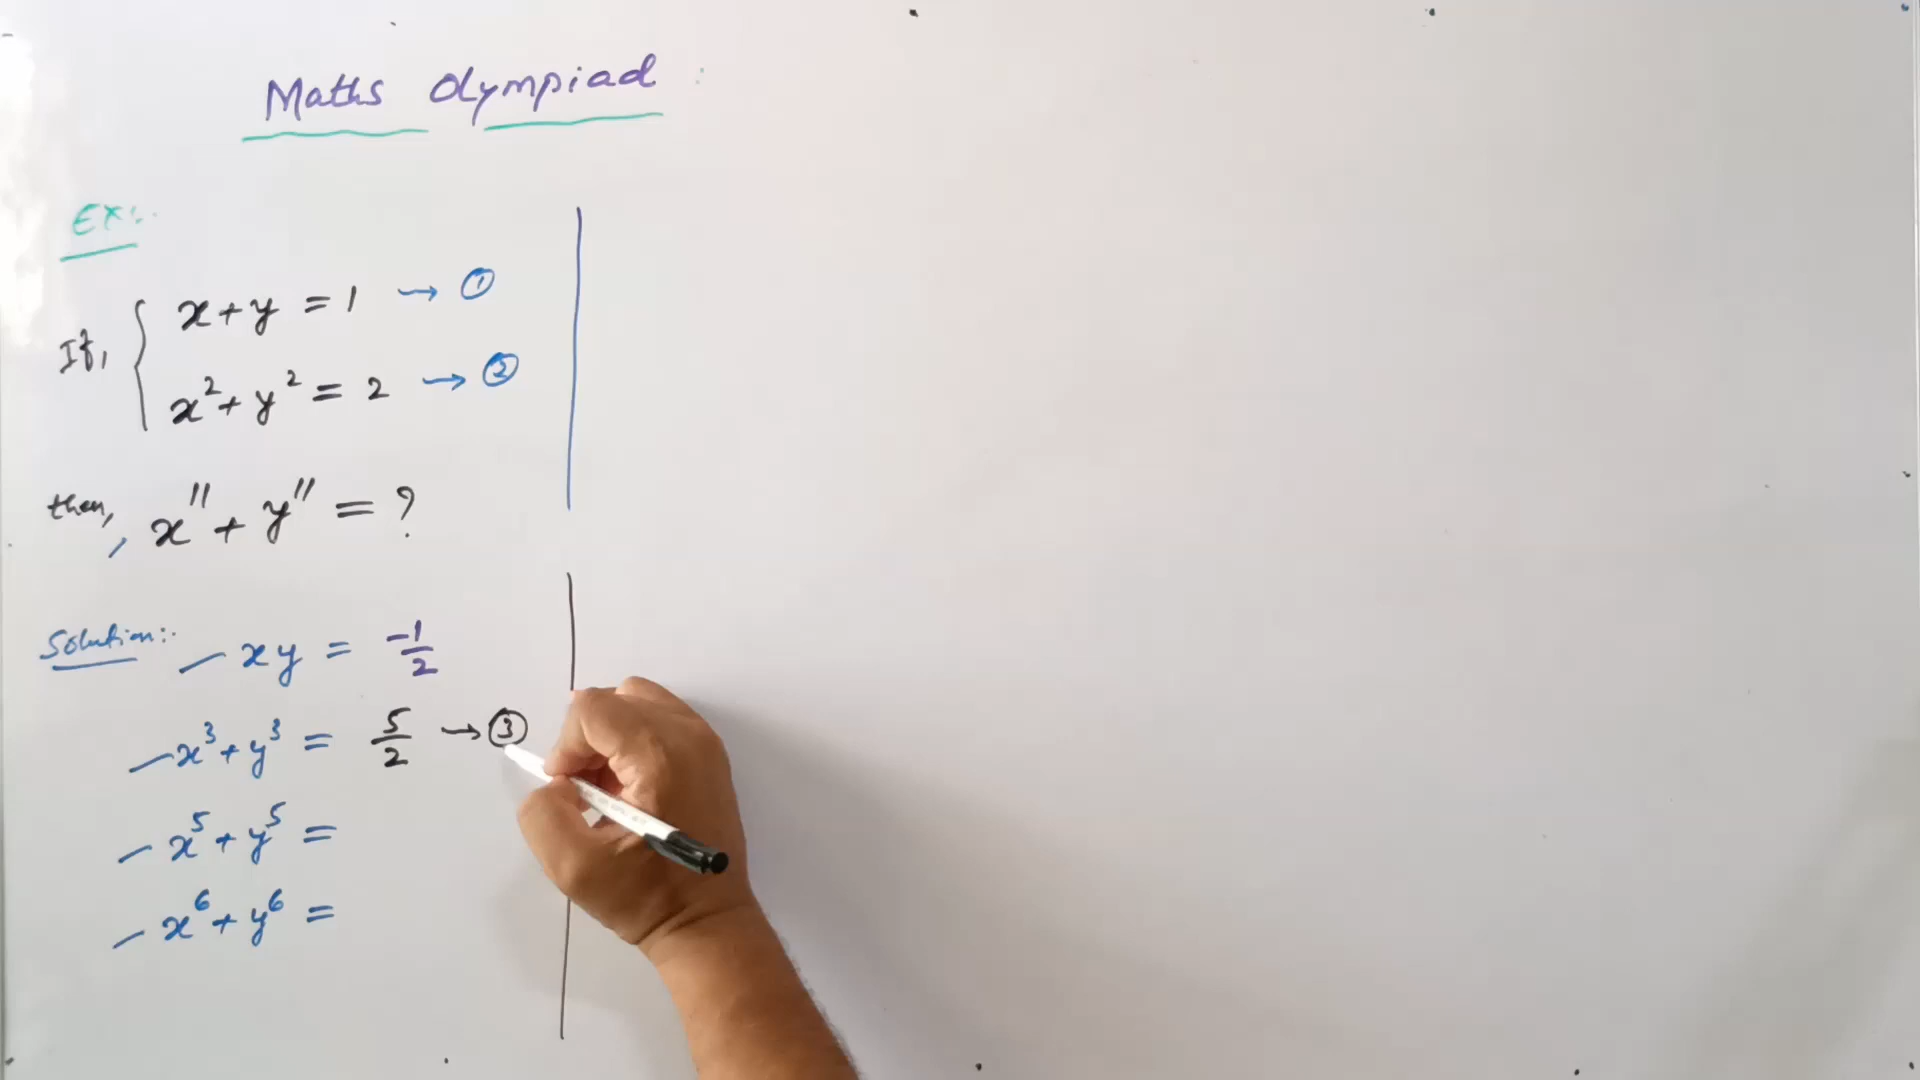 Maths Olympiad :
Ex:-
If, { x+y = 1 → ①
x² + y² = 2 → ②
then, x¹¹ + y¹¹ = ?
Solution:- – xy = -1/2
– x³ + y³ = 5/2 → ③
– x⁵ + y⁵ =
– x⁶ + y⁶ =